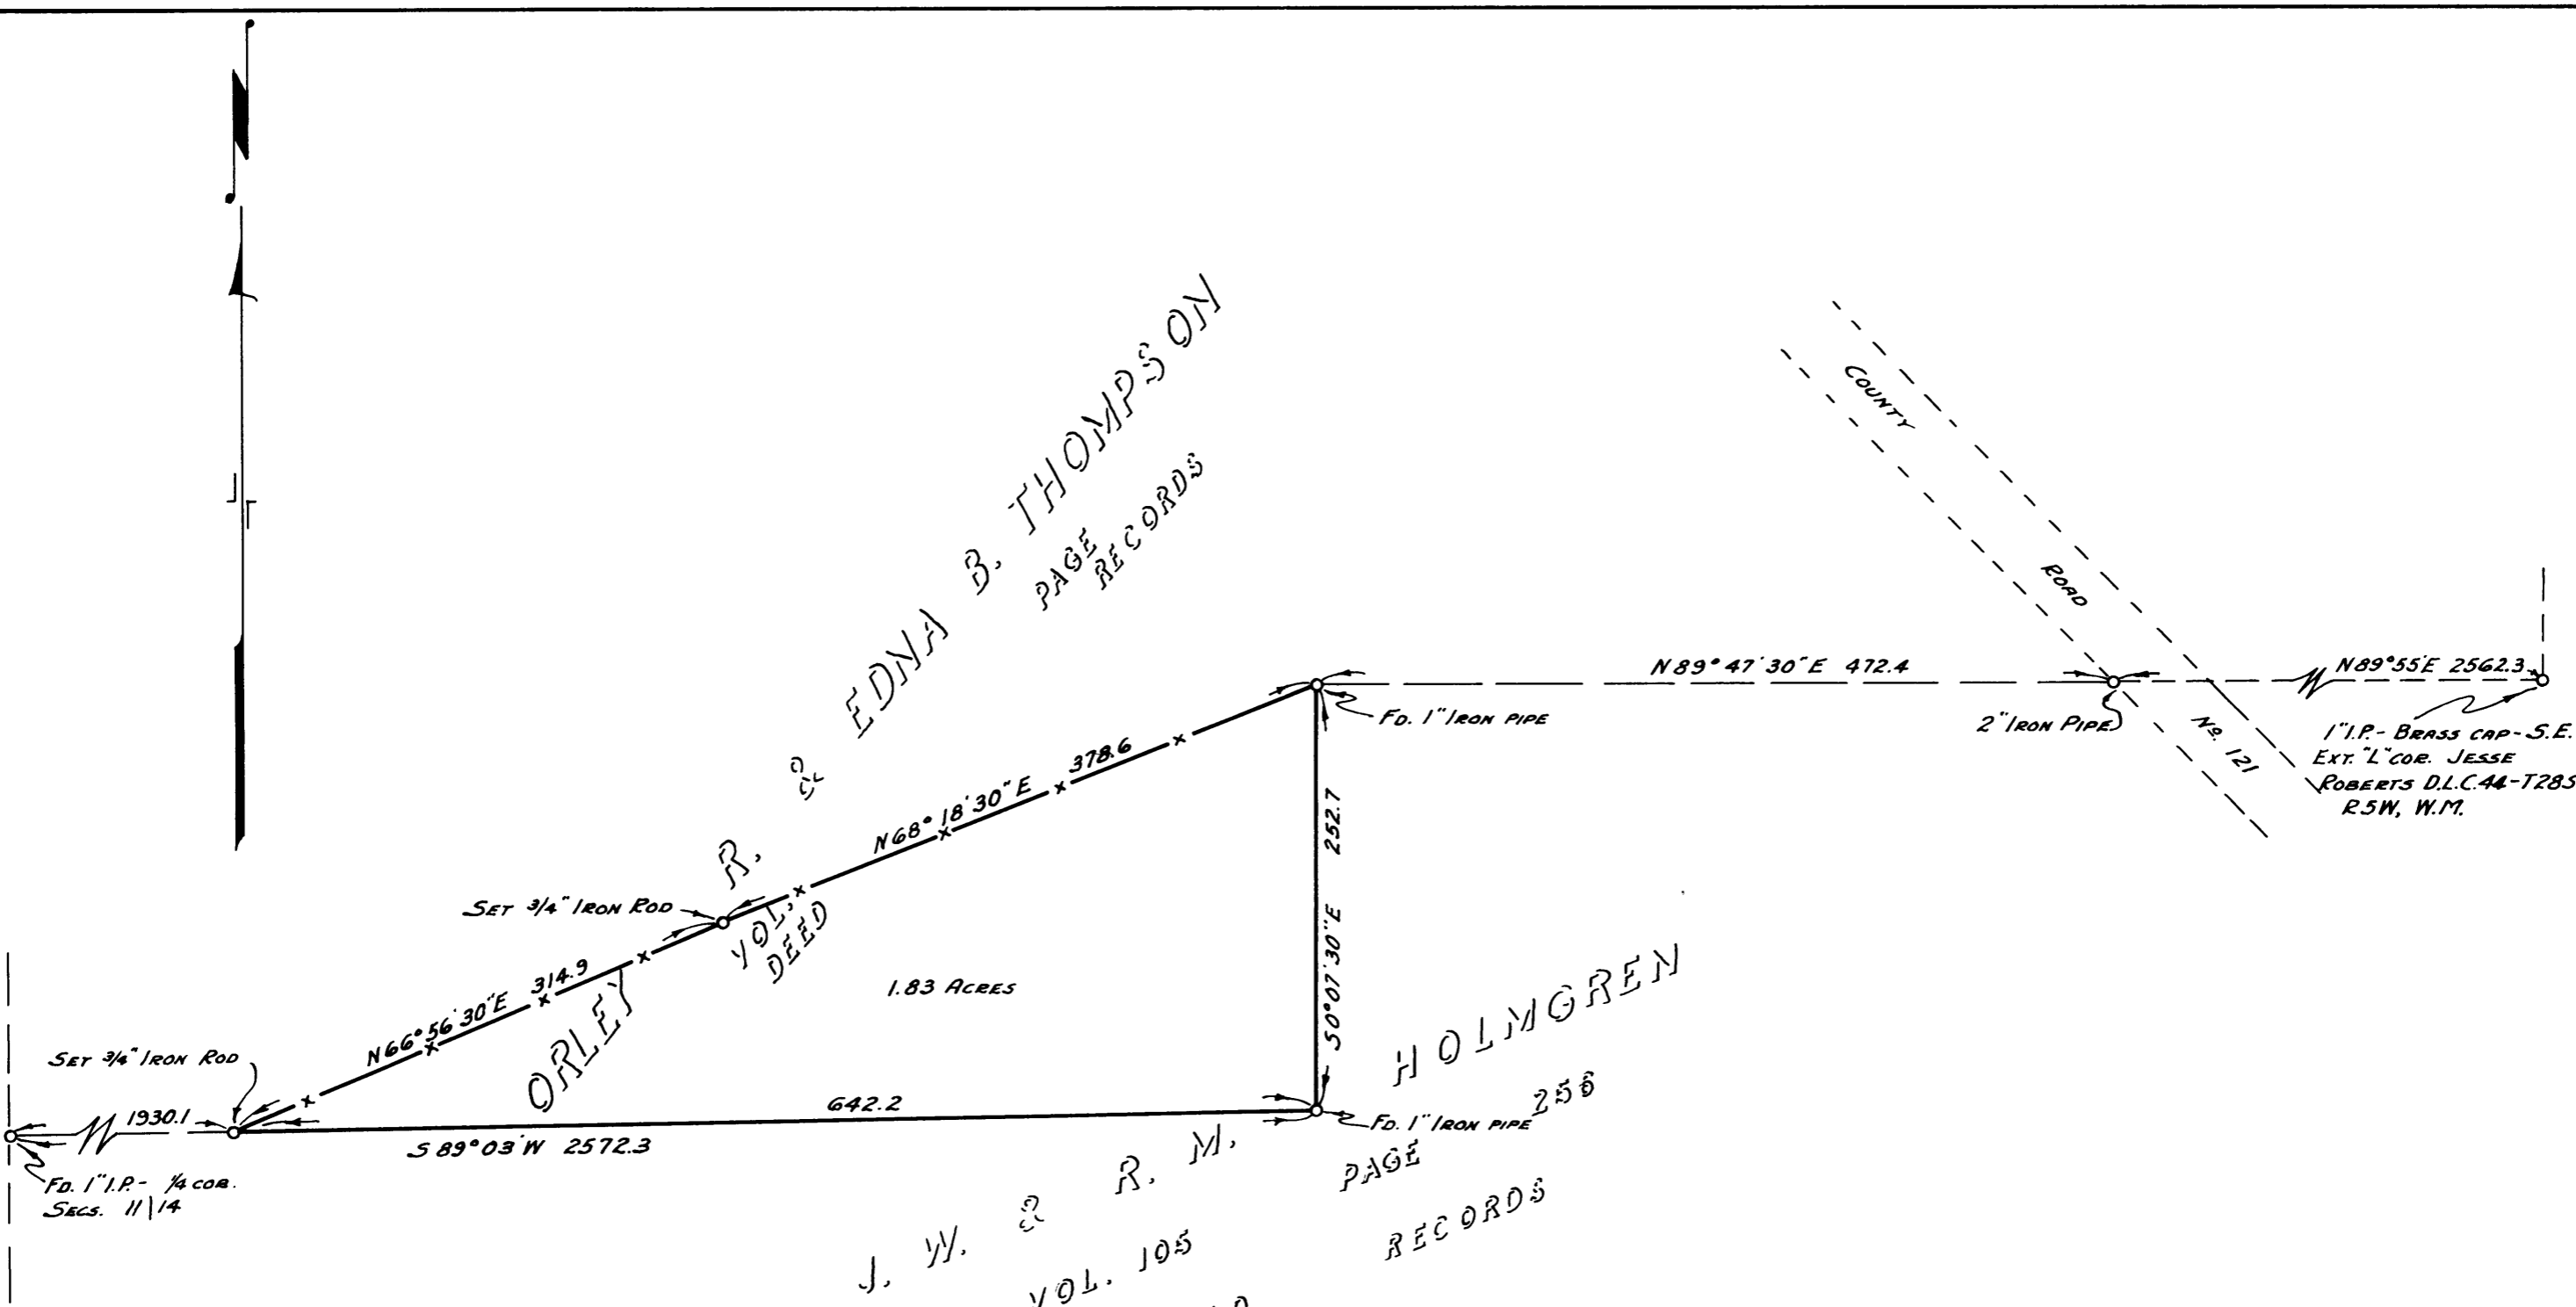 N
ORLEY R. & EDNA B. THOMPSON
VOL. PAGE
DEED RECORDS
COUNTY ROAD No. 121
N89°47'30"E 472.4
N89°55'E 2562.3
FD. 1" IRON PIPE
2" IRON PIPE
1" I.P. - BRASS CAP - S.E.
EXT. "L" COR. JESSE
ROBERTS D.L.C. 44-T28S
R5W, W.M.
N68°18'30"E 378.6
SET 3/4" IRON ROD
S0°07'30"E 252.7
1.83 ACRES
N66°56'30"E 314.9
SET 3/4" IRON ROD
1930.1
642.2
S89°03'W 2572.3
FD. 1" IRON PIPE
FD. 1" I.P. - 1/4 COR.
SECS. 11|14
J. W. & R. M. HOLMGREN
VOL. 105 PAGE 256
RECORDS